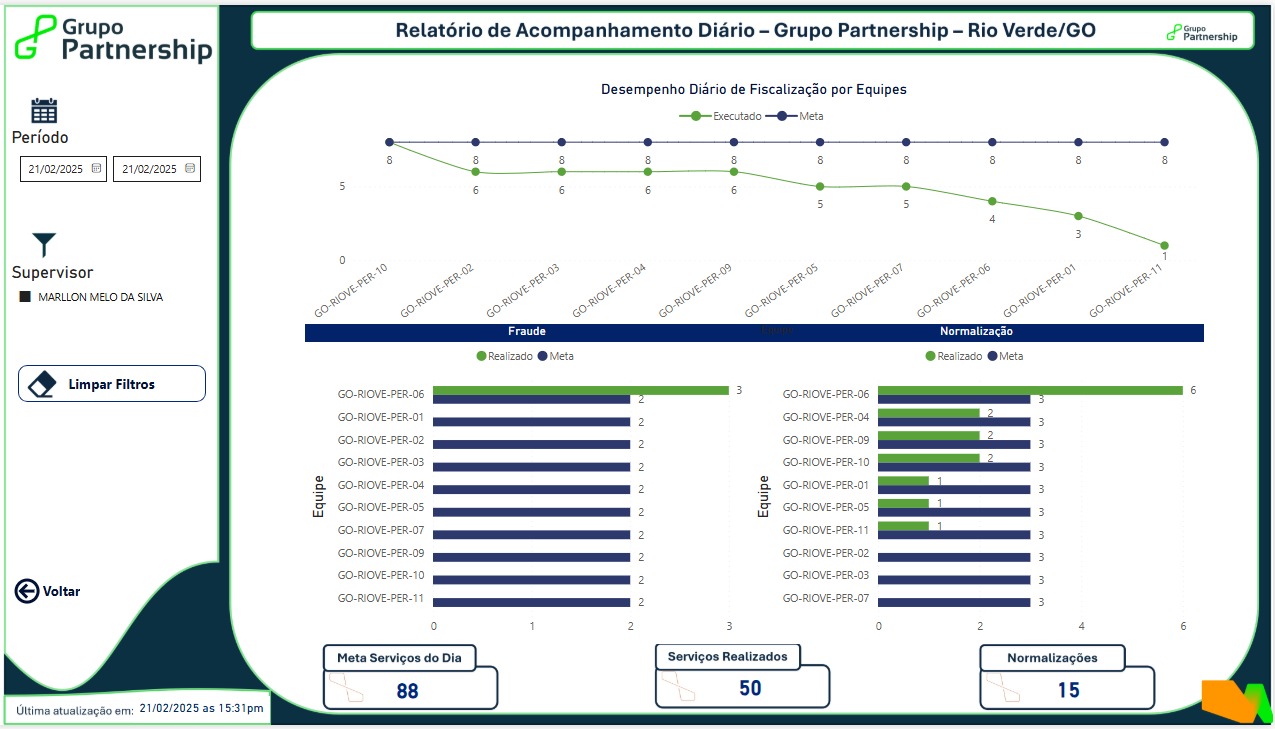 Grupo
Partnership
Relatório de Acompanhamento Diário – Grupo Partnership – Rio Verde/GO
Grupo
Partnership
Período
21/02/2025 21/02/2025
Supervisor
MARLLON MELO DA SILVA
Limpar Filtros
Voltar
Última atualização em: 21/02/2025 as 15:31pm
Desempenho Diário de Fiscalização por Equipes
Executado Meta
8 8 8 8 8 8 8 8 8 8
6 6 6 6 5 5 4 3 1
5
0
GO-RIOVE-PER-10 GO-RIOVE-PER-02 GO-RIOVE-PER-03 GO-RIOVE-PER-04 GO-RIOVE-PER-09 GO-RIOVE-PER-05 GO-RIOVE-PER-07 GO-RIOVE-PER-06 GO-RIOVE-PER-01 GO-RIOVE-PER-11
Fraude
Realizado Meta
Equipe
GO-RIOVE-PER-06 3 2
GO-RIOVE-PER-01 2
GO-RIOVE-PER-02 2
GO-RIOVE-PER-03 2
GO-RIOVE-PER-04 2
GO-RIOVE-PER-05 2
GO-RIOVE-PER-07 2
GO-RIOVE-PER-09 2
GO-RIOVE-PER-10 2
GO-RIOVE-PER-11 2
0 1 2 3
Normalização
Realizado Meta
Equipe
GO-RIOVE-PER-06 6 3
GO-RIOVE-PER-04 2 3
GO-RIOVE-PER-09 2 3
GO-RIOVE-PER-10 2 3
GO-RIOVE-PER-01 1 3
GO-RIOVE-PER-05 1 3
GO-RIOVE-PER-11 1 3
GO-RIOVE-PER-02 3
GO-RIOVE-PER-03 3
GO-RIOVE-PER-07 3
0 2 4 6
Meta Serviços do Dia
88
Serviços Realizados
50
Normalizações
15